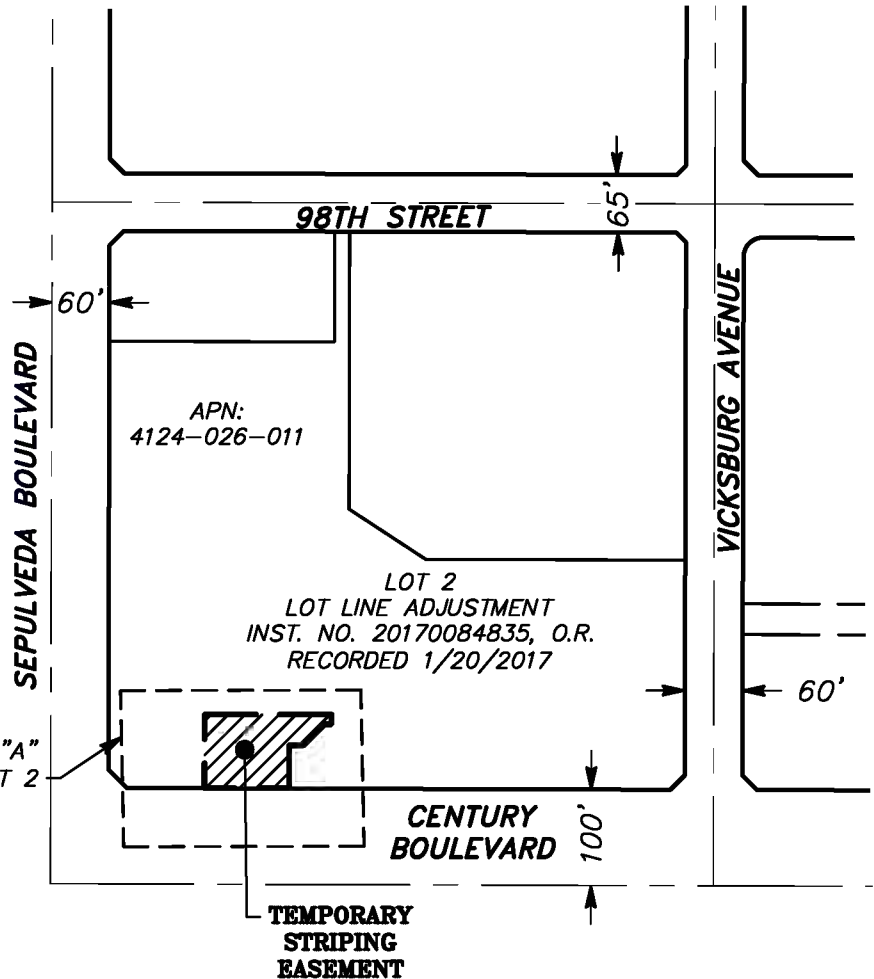 98TH STREET
65'
60'
SEPULVEDA BOULEVARD
APN:
4124-026-011
VICKSBURG AVENUE
LOT 2
LOT LINE ADJUSTMENT
INST. NO. 20170084835, O.R.
RECORDED 1/20/2017
60'
"A"
T 2
CENTURY
BOULEVARD
100'
TEMPORARY
STRIPING
EASEMENT